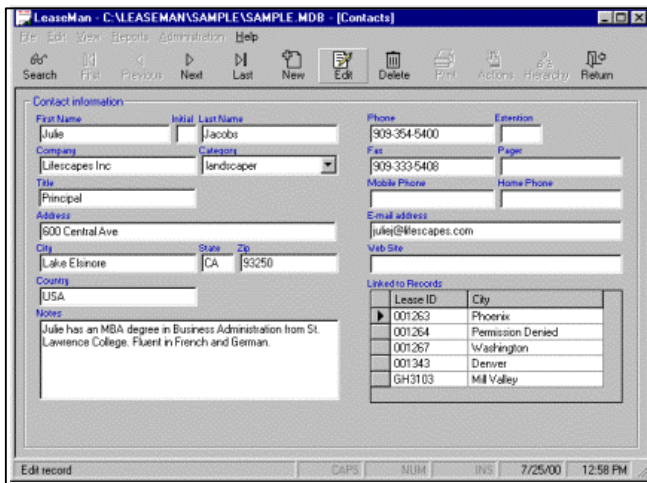 LeaseMan - C:\LEASEMAN\SAMPLE\SAMPLE.MDB - [Contacts]
File Edit View Reports Administration Help
Search First Previous Next Last New Edit Delete Print Actions Hierarchy Return
Contact information
First Name Initial Last Name Phone Extention
Julie Jacobs 909-354-5400
Company Category Fax Pager
Lifescapes Inc landscaper 909-333-5408
Title Mobile Phone Home Phone
Principal
Address E-mail address
600 Central Ave juliej@lifescapes.com
City State Zip Web Site
Lake Elsinore CA 93250
Country Linked to Records
USA Lease ID City
Notes 001263 Phoenix
Julie has an MBA degree in Business Administration from St. 001264 Permission Denied
Lawrence College. Fluent in French and German. 001267 Washington
001343 Denver
GH3103 Mill Valley
Edit record CAPS NUM INS 7/25/00 12:58 PM